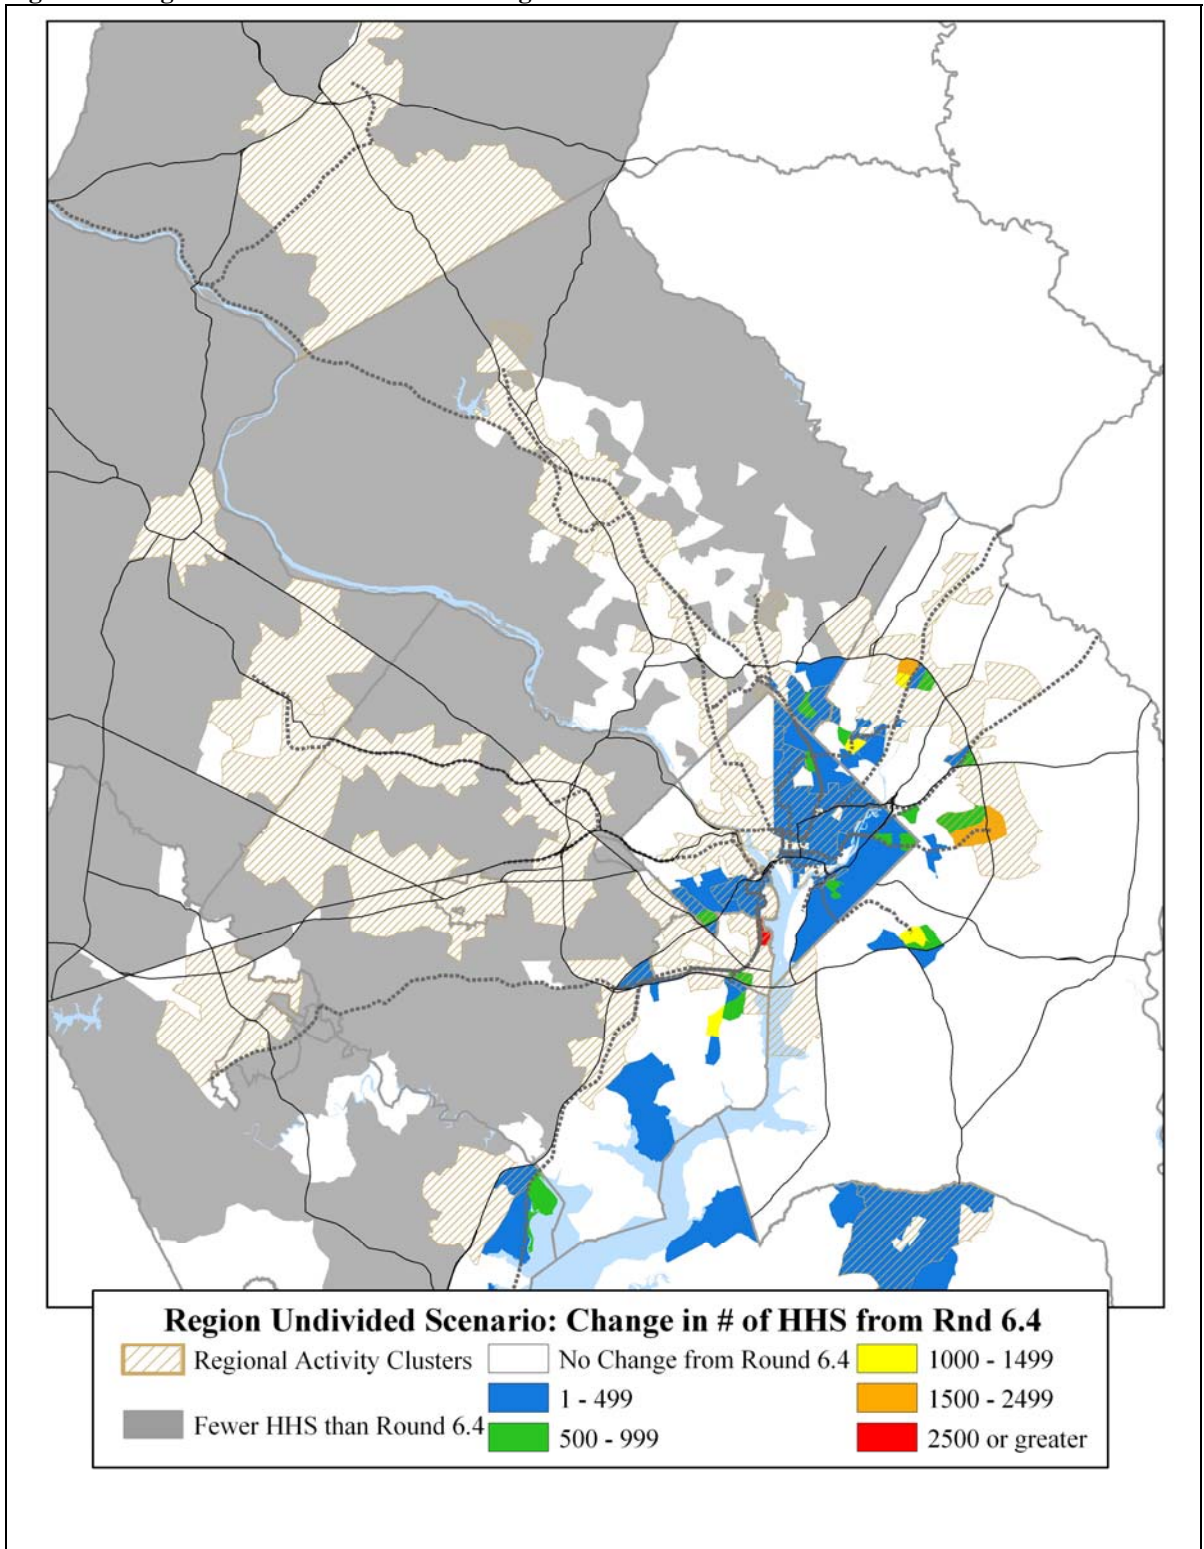 Region Undivided Scenario: Change in # of HHS from Rnd 6.4
Regional Activity Clusters
No Change from Round 6.4
1000 - 1499
1 - 499
1500 - 2499
Fewer HHS than Round 6.4
500 - 999
2500 or greater